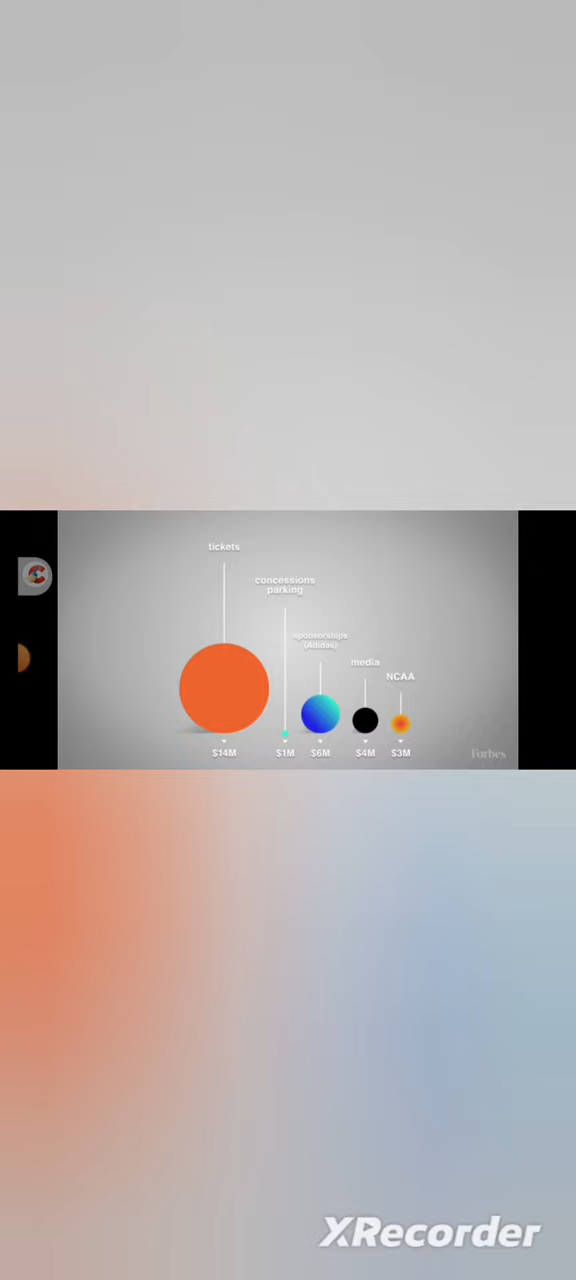 tickets
concessions
parking
sponsorships
(Adidas)
media
NCAA
$14M
$1M
$6M
$4M
$3M
Forbes
XRecorder